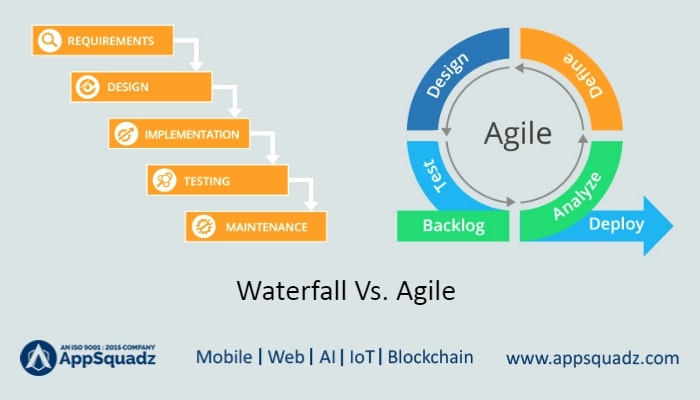 REQUIREMENTS
DESIGN
IMPLEMENTATION
TESTING
MAINTENANCE
Design
Define
Agile
Test
Analyze
Backlog
Deploy
Waterfall Vs. Agile
AN ISO 9001 : 2015 COMPANY
AppSquadz
Mobile | Web | AI | IoT | Blockchain
www.appsquadz.com